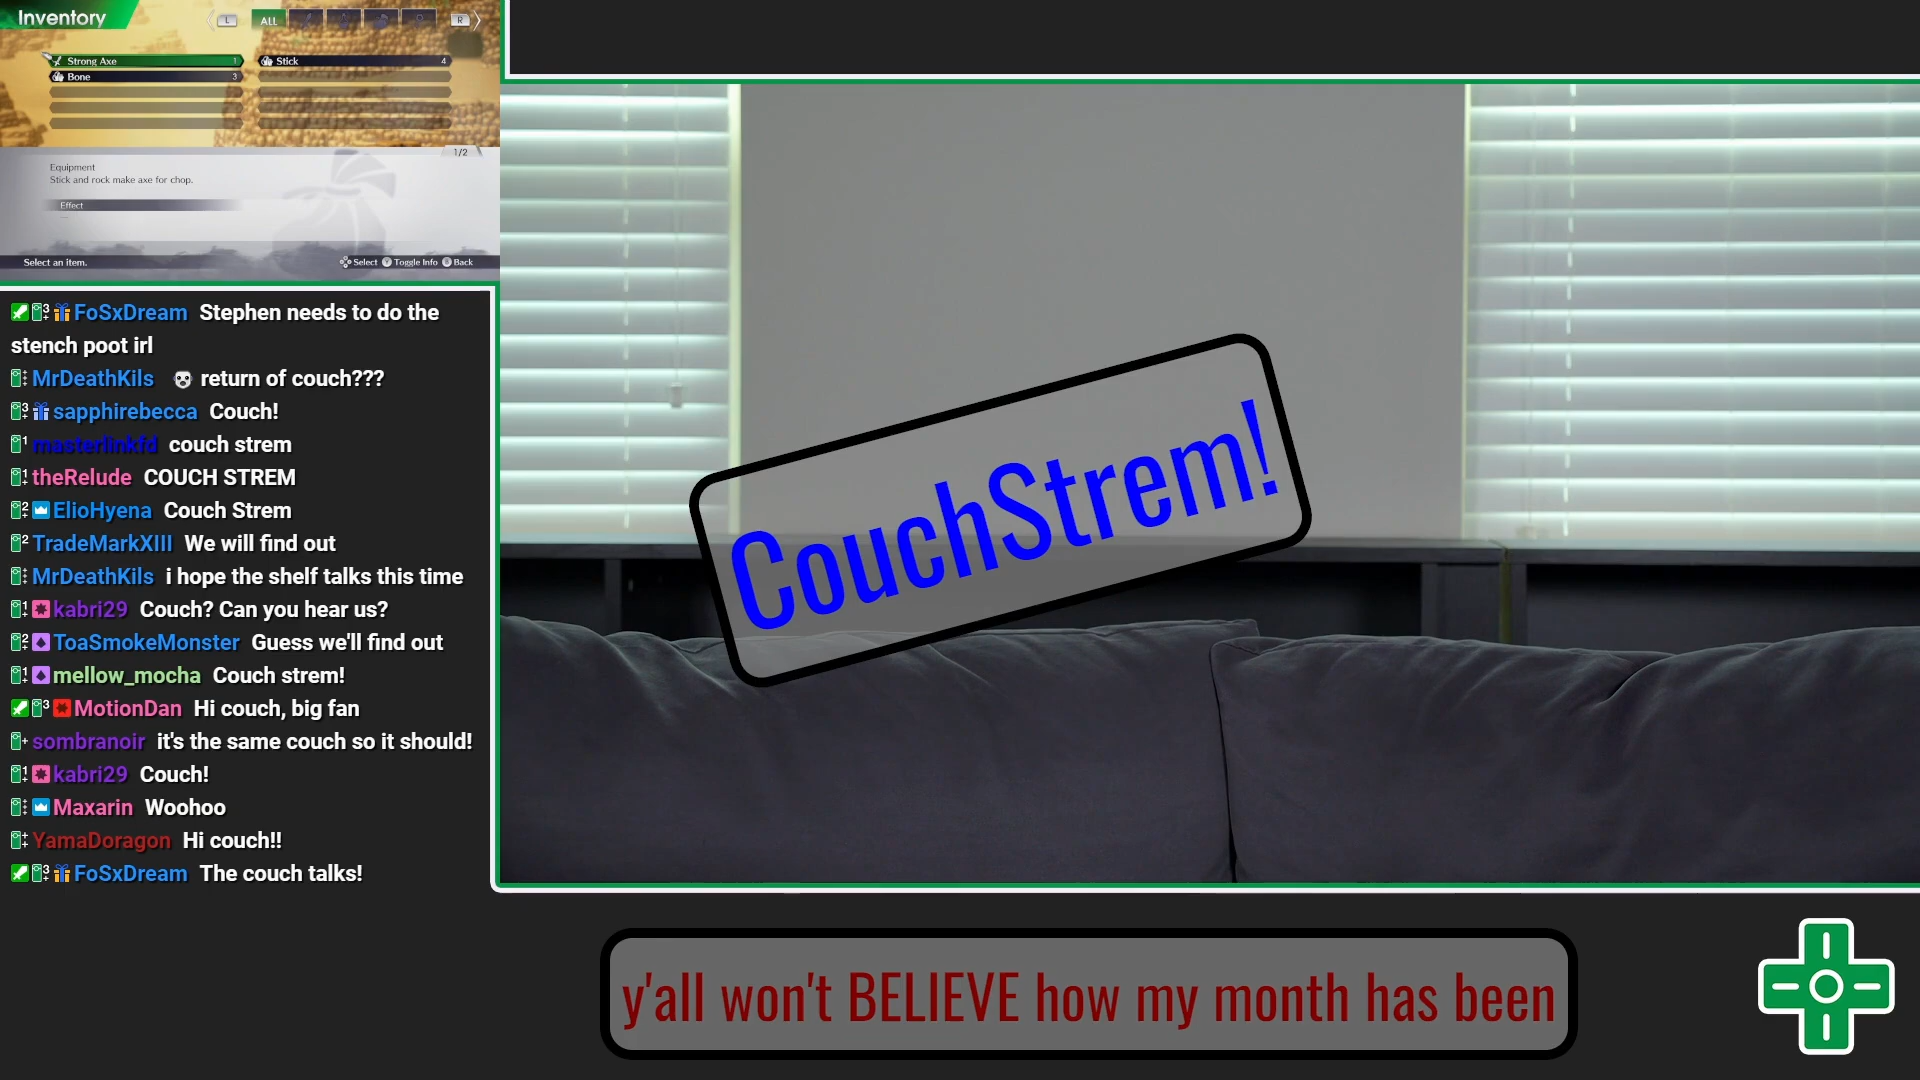 Inventory
L
ALL
R
Strong Axe 1
Stick 4
Bone 3
1/2
Equipment
Stick and rock make axe for chop.
Effect
Select an item.
Select Y Toggle Info B Back
FoSxDream Stephen needs to do the
stench poot irl
MrDeathKils return of couch???
sapphirebecca Couch!
masterlinkfd couch strem
theRelude COUCH STREM
ElioHyena Couch Strem
TradeMarkXIII We will find out
MrDeathKils i hope the shelf talks this time
kabri29 Couch? Can you hear us?
ToaSmokeMonster Guess we'll find out
mellow_mocha Couch strem!
MotionDan Hi couch, big fan
sombranoir it's the same couch so it should!
kabri29 Couch!
Maxarin Woohoo
YamaDoragon Hi couch!!
FoSxDream The couch talks!
CouchStrem!
y'all won't BELIEVE how my month has been